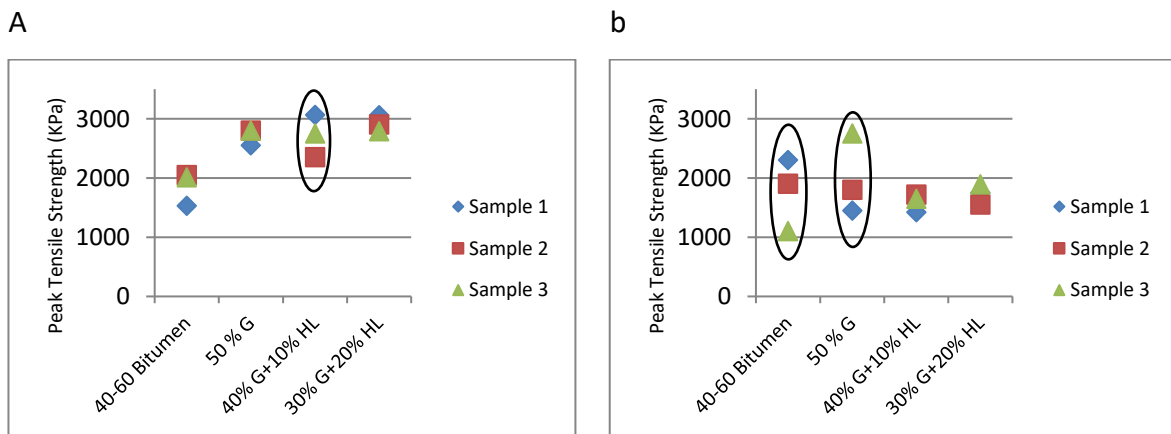 A
Peak Tensile Strength (KPa)
3000
2000
1000
0
40-60 Bitumen
50 % G
40% G+10% HL
30% G+20% HL
Sample 1
Sample 2
Sample 3
b
Peak Tensile Strength (KPa)
3000
2000
1000
0
40-60 Bitumen
50 % G
40% G+10% HL
30% G+20% HL
Sample 1
Sample 2
Sample 3